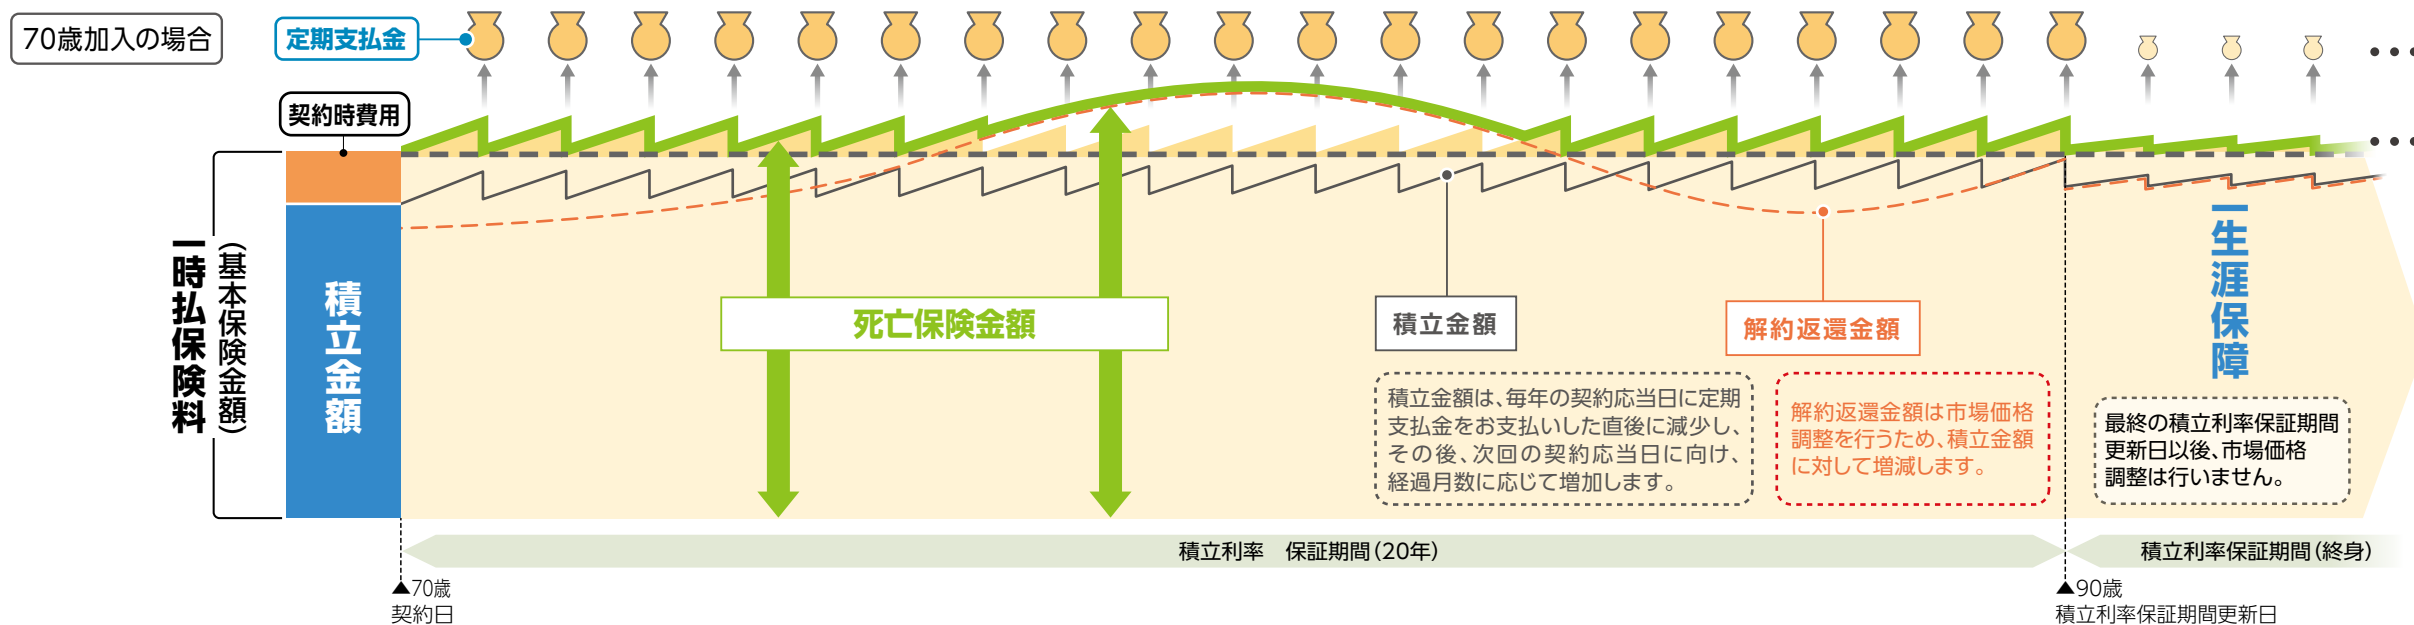 70歳加入の場合
定期支払金
契約時費用
一時払保険料
(基本保険金額)
積立金額
死亡保険金額
積立金額
解約返還金額
一生涯保障
積立金額は、毎年の契約応当日に定期
支払金をお支払いした直後に減少し、
その後、次回の契約応当日に向け、
経過月数に応じて増加します。
解約返還金額は市場価格
調整を行うため、積立金額
に対して増減します。
最終の積立利率保証期間
更新日以後、市場価格
調整は行いません。
積立利率　保証期間(20年)
積立利率保証期間(終身)
▲70歳
契約日
▲90歳
積立利率保証期間更新日